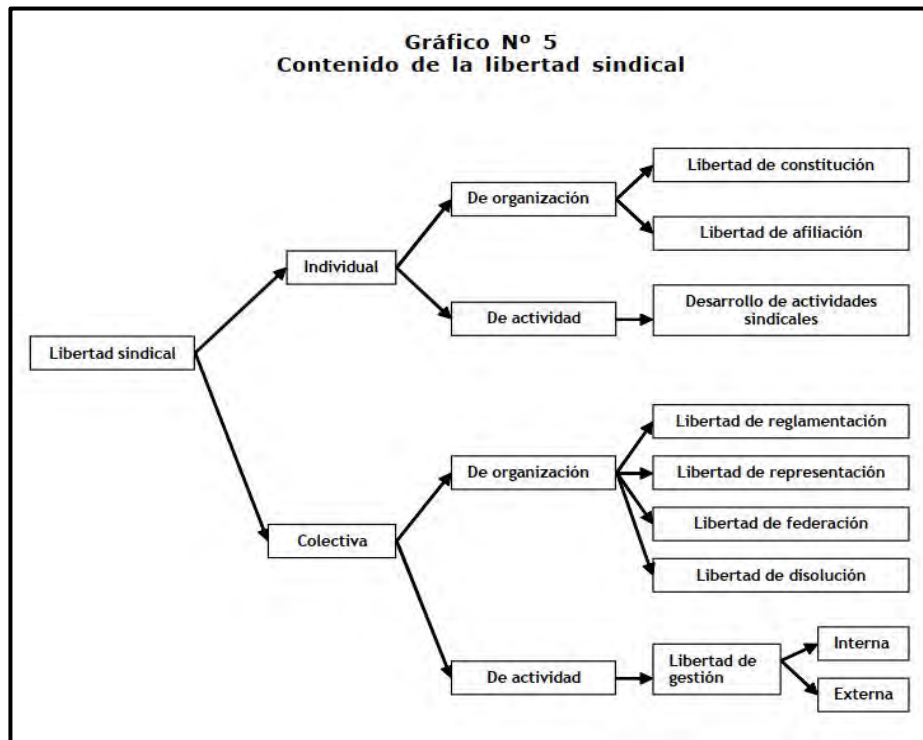 Gráfico Nº 5
Contenido de la libertad sindical
Libertad sindical
Individual
De organización
Libertad de constitución
Libertad de afiliación
De actividad
Desarrollo de actividades
sindicales
Colectiva
De organización
Libertad de reglamentación
Libertad de representación
Libertad de federación
Libertad de disolución
De actividad
Libertad de
gestión
Interna
Externa